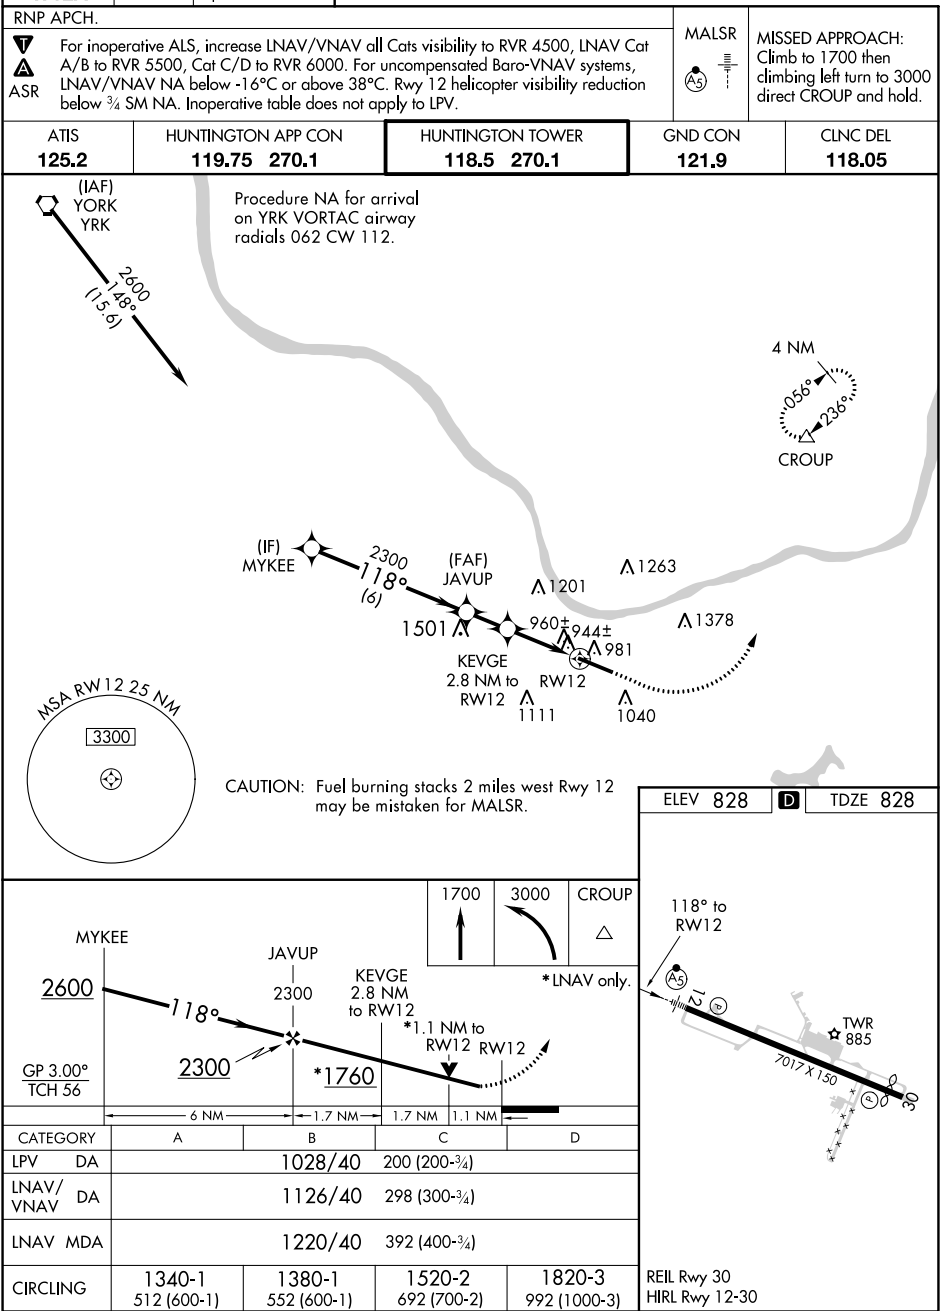 RNP APCH.
T
A
ASR
For inoperative ALS, increase LNAV/VNAV all Cats visibility to RVR 4500, LNAV Cat
A/B to RVR 5500, Cat C/D to RVR 6000. For uncompensated Baro-VNAV systems,
LNAV/VNAV NA below -16°C or above 38°C. Rwy 12 helicopter visibility reduction
below ¾ SM NA. Inoperative table does not apply to LPV.
MALSR
A5
MISSED APPROACH:
Climb to 1700 then
climbing left turn to 3000
direct CROUP and hold.
ATIS
125.2
HUNTINGTON APP CON
119.75 270.1
HUNTINGTON TOWER
118.5 270.1
GND CON
121.9
CLNC DEL
118.05
(IAF)
YORK
YRK
Procedure NA for arrival
on YRK VORTAC airway
radials 062 CW 112.
2600
148°
(15.6)
4 NM
056°
236°
CROUP
(IF)
MYKEE
2300
118°
(6)
(FAF)
JAVUP
1263
1201
1501
960±
944±
981
1378
KEVGE
2.8 NM to
RW12
RW12
1111
1040
MSA RW12 25 NM
3300
CAUTION: Fuel burning stacks 2 miles west Rwy 12
may be mistaken for MALSR.
ELEV 828
D
TDZE 828
118° to
RW12
A5
12
P
TWR
885
7017 X 150
P
30
REIL Rwy 30
HIRL Rwy 12-30
1700
3000
CROUP
*LNAV only.
MYKEE
JAVUP
2300
KEVGE
2.8 NM
to RW12
*1.1 NM to
RW12
RW12
2600
118°
2300
*1760
GP 3.00°
TCH 56
6 NM
1.7 NM
1.7 NM
1.1 NM
CATEGORY A B C D
LPV DA 1028/40 200 (200-¾)
LNAV/
VNAV DA 1126/40 298 (300-¾)
LNAV MDA 1220/40 392 (400-¾)
CIRCLING
1340-1
512 (600-1)
1380-1
552 (600-1)
1520-2
692 (700-2)
1820-3
992 (1000-3)